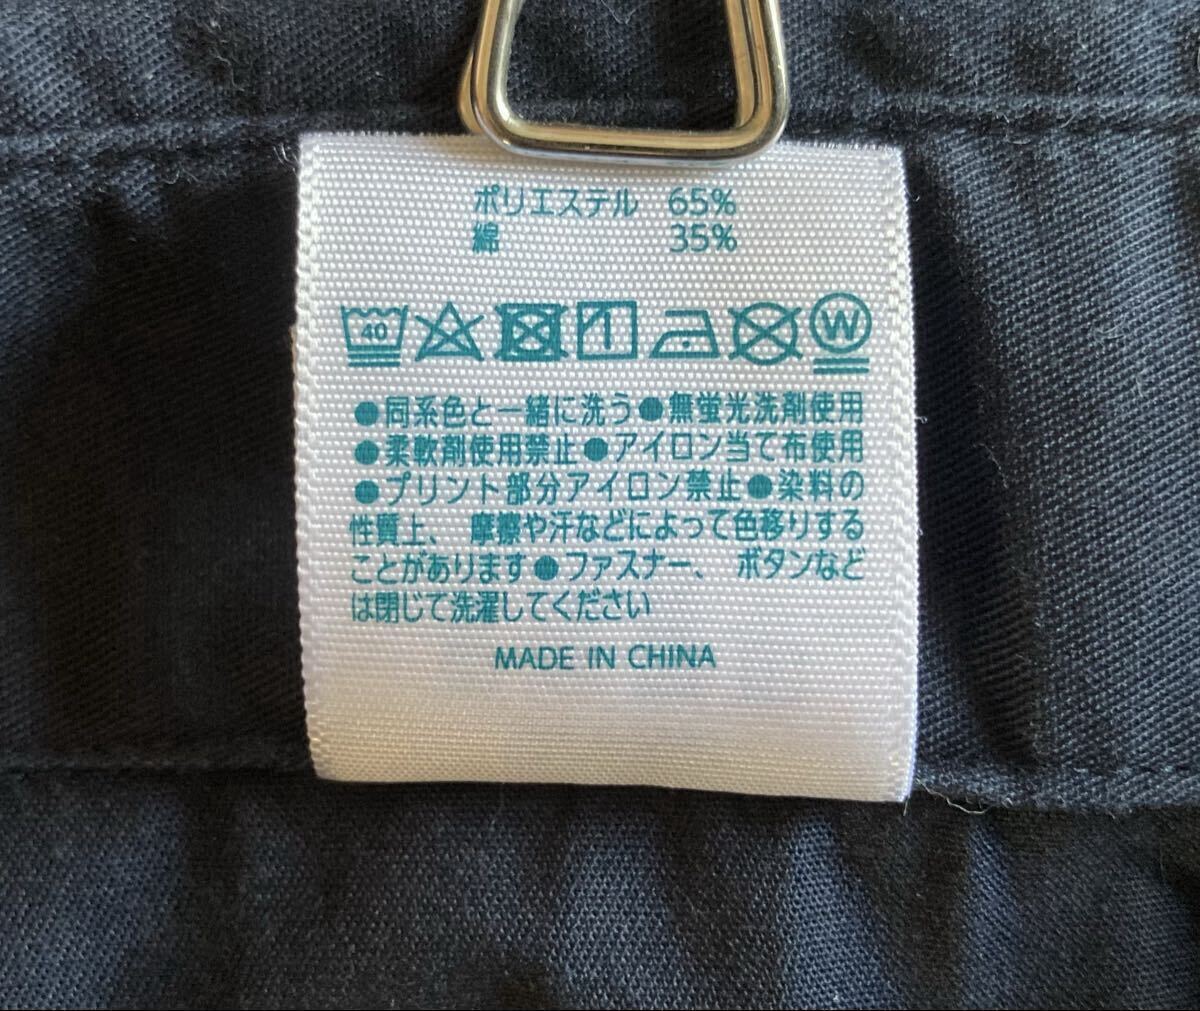 ポリエステル 65%
綿 35%
40 W
●同系色と一緒に洗う●無蛍光洗剤使用
●柔軟剤使用禁止●アイロン当て布使用
●プリント部分アイロン禁止●染料の
性質上、摩擦や汗などによって色移りする
ことがあります●ファスナー、ボタンなど
は閉じて洗濯してください
MADE IN CHINA